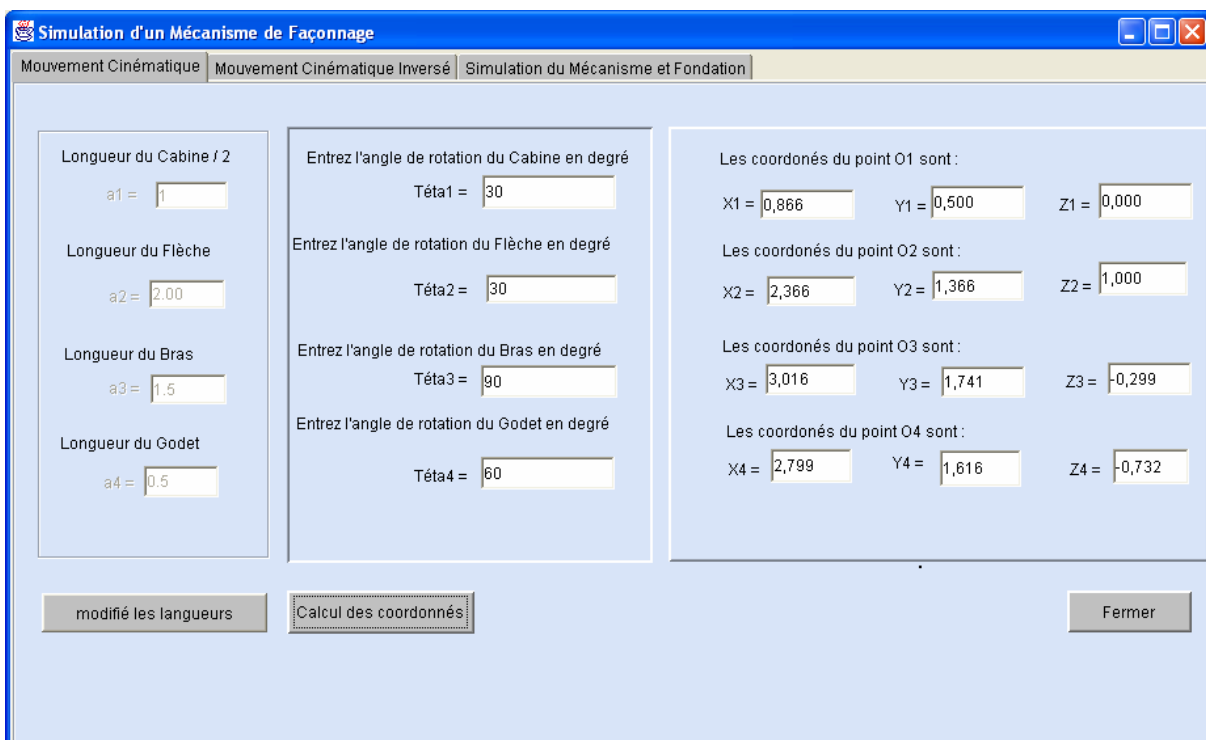 Simulation d'un Mécanisme de Façonnage
Mouvement Cinématique Mouvement Cinématique Inversé Simulation du Mécanisme et Fondation
Longueur du Cabine / 2
a1 = 1
Longueur du Flèche
a2 = 2.00
Longueur du Bras
a3 = 1.5
Longueur du Godet
a4 = 0.5
Entrez l'angle de rotation du Cabine en degré
Téta1 = 30
Entrez l'angle de rotation du Flèche en degré
Téta2 = 30
Entrez l'angle de rotation du Bras en degré
Téta3 = 90
Entrez l'angle de rotation du Godet en degré
Téta4 = 60
Les coordonés du point O1 sont :
X1 = 0,866 Y1 = 0,500 Z1 = 0,000
Les coordonés du point O2 sont :
X2 = 2,366 Y2 = 1,366 Z2 = 1,000
Les coordonés du point O3 sont :
X3 = 3,016 Y3 = 1,741 Z3 = -0,299
Les coordonés du point O4 sont :
X4 = 2,799 Y4 = 1,616 Z4 = -0,732
modifié les langueurs Calcul des coordonnés Fermer